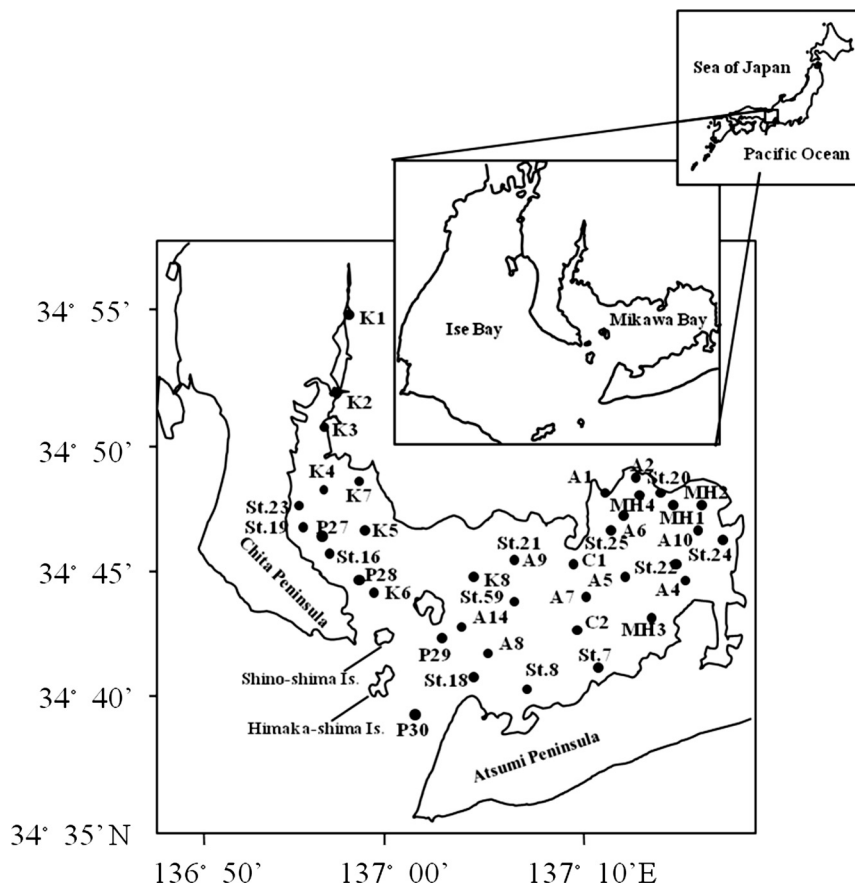 Sea of Japan
Pacific Ocean
Ise Bay
Mikawa Bay
34° 55’
34° 50’
34° 45’
34° 40’
34° 35’N
136° 50’
137° 00’
137° 10’E
K1
K2
K3
K4
K7
St.23
St.19
P27
K5
St.16
P28
K6
Chita Peninsula
Shino-shima Is.
Himaka-shima Is.
P29
P30
A14
St.59
K8
St.21
A9
A8
St.18
St.8
St.7
C2
A7
C1
A5
St.25
A1
A2
St.20
MH4
A6
MH2
MH1
A10
St.24
St.22
A4
MH3
Atsumi Peninsula